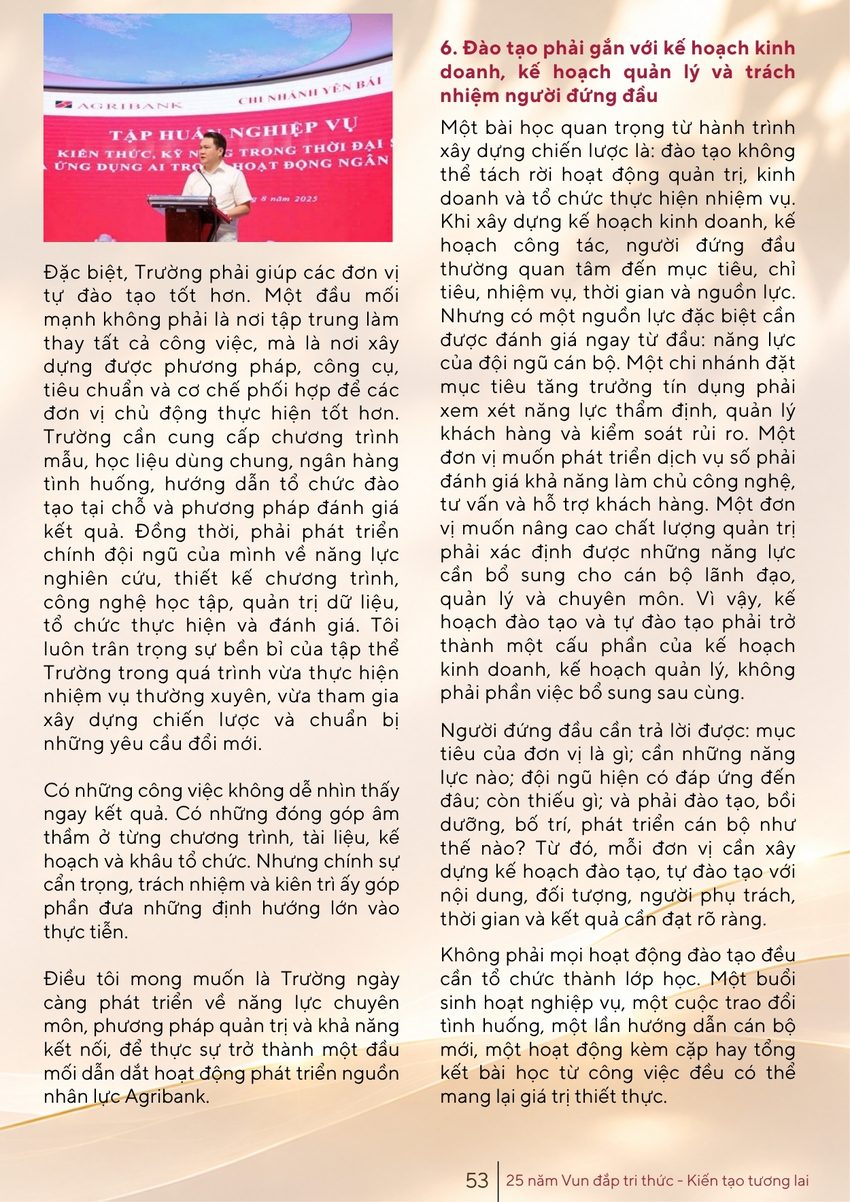 AGRIBANK CHI NHÁNH YÊN BÁI
TẬP HUẤN NGHIỆP VỤ
KIẾN THỨC, KỸ NĂNG TRONG THỜI ĐẠI
ỨNG DỤNG AI TRONG HOẠT ĐỘNG NGÂN
8 năm 2025
Đặc biệt, Trường phải giúp các đơn vị
tự đào tạo tốt hơn. Một đầu mối
mạnh không phải là nơi tập trung làm
thay tất cả công việc, mà là nơi xây
dựng được phương pháp, công cụ,
tiêu chuẩn và cơ chế phối hợp để các
đơn vị chủ động thực hiện tốt hơn.
Trường cần cung cấp chương trình
mẫu, học liệu dùng chung, ngân hàng
tình huống, hướng dẫn tổ chức đào
tạo tại chỗ và phương pháp đánh giá
kết quả. Đồng thời, phải phát triển
chính đội ngũ của mình về năng lực
nghiên cứu, thiết kế chương trình,
công nghệ học tập, quản trị dữ liệu,
tổ chức thực hiện và đánh giá. Tôi
luôn trân trọng sự bền bỉ của tập thể
Trường trong quá trình vừa thực hiện
nhiệm vụ thường xuyên, vừa tham gia
xây dựng chiến lược và chuẩn bị
những yêu cầu đổi mới.
Có những công việc không dễ nhìn thấy
ngay kết quả. Có những đóng góp âm
thầm ở từng chương trình, tài liệu, kế
hoạch và khâu tổ chức. Nhưng chính sự
cẩn trọng, trách nhiệm và kiên trì ấy góp
phần đưa những định hướng lớn vào
thực tiễn.
Điều tôi mong muốn là Trường ngày
càng phát triển về năng lực chuyên
môn, phương pháp quản trị và khả năng
kết nối, để thực sự trở thành một đầu
mối dẫn dắt hoạt động phát triển nguồn
nhân lực Agribank.
6. Đào tạo phải gắn với kế hoạch kinh
doanh, kế hoạch quản lý và trách
nhiệm người đứng đầu
Một bài học quan trọng từ hành trình
xây dựng chiến lược là: đào tạo không
thể tách rời hoạt động quản trị, kinh
doanh và tổ chức thực hiện nhiệm vụ.
Khi xây dựng kế hoạch kinh doanh, kế
hoạch công tác, người đứng đầu
thường quan tâm đến mục tiêu, chỉ
tiêu, nhiệm vụ, thời gian và nguồn lực.
Nhưng có một nguồn lực đặc biệt cần
được đánh giá ngay từ đầu: năng lực
của đội ngũ cán bộ. Một chi nhánh đặt
mục tiêu tăng trưởng tín dụng phải
xem xét năng lực thẩm định, quản lý
khách hàng và kiểm soát rủi ro. Một
đơn vị muốn phát triển dịch vụ số phải
đánh giá khả năng làm chủ công nghệ,
tư vấn và hỗ trợ khách hàng. Một đơn
vị muốn nâng cao chất lượng quản trị
phải xác định được những năng lực
cần bổ sung cho cán bộ lãnh đạo,
quản lý và chuyên môn. Vì vậy, kế
hoạch đào tạo và tự đào tạo phải trở
thành một cấu phần của kế hoạch
kinh doanh, kế hoạch quản lý, không
phải phần việc bổ sung sau cùng.
Người đứng đầu cần trả lời được: mục
tiêu của đơn vị là gì; cần những năng
lực nào; đội ngũ hiện có đáp ứng đến
đâu; còn thiếu gì; và phải đào tạo, bồi
dưỡng, bố trí, phát triển cán bộ như
thế nào? Từ đó, mỗi đơn vị cần xây
dựng kế hoạch đào tạo, tự đào tạo với
nội dung, đối tượng, người phụ trách,
thời gian và kết quả cần đạt rõ ràng.
Không phải mọi hoạt động đào tạo đều
cần tổ chức thành lớp học. Một buổi
sinh hoạt nghiệp vụ, một cuộc trao đổi
tình huống, một lần hướng dẫn cán bộ
mới, một hoạt động kèm cặp hay tổng
kết bài học từ công việc đều có thể
mang lại giá trị thiết thực.
53 25 năm Vun đắp tri thức - Kiến tạo tương lai